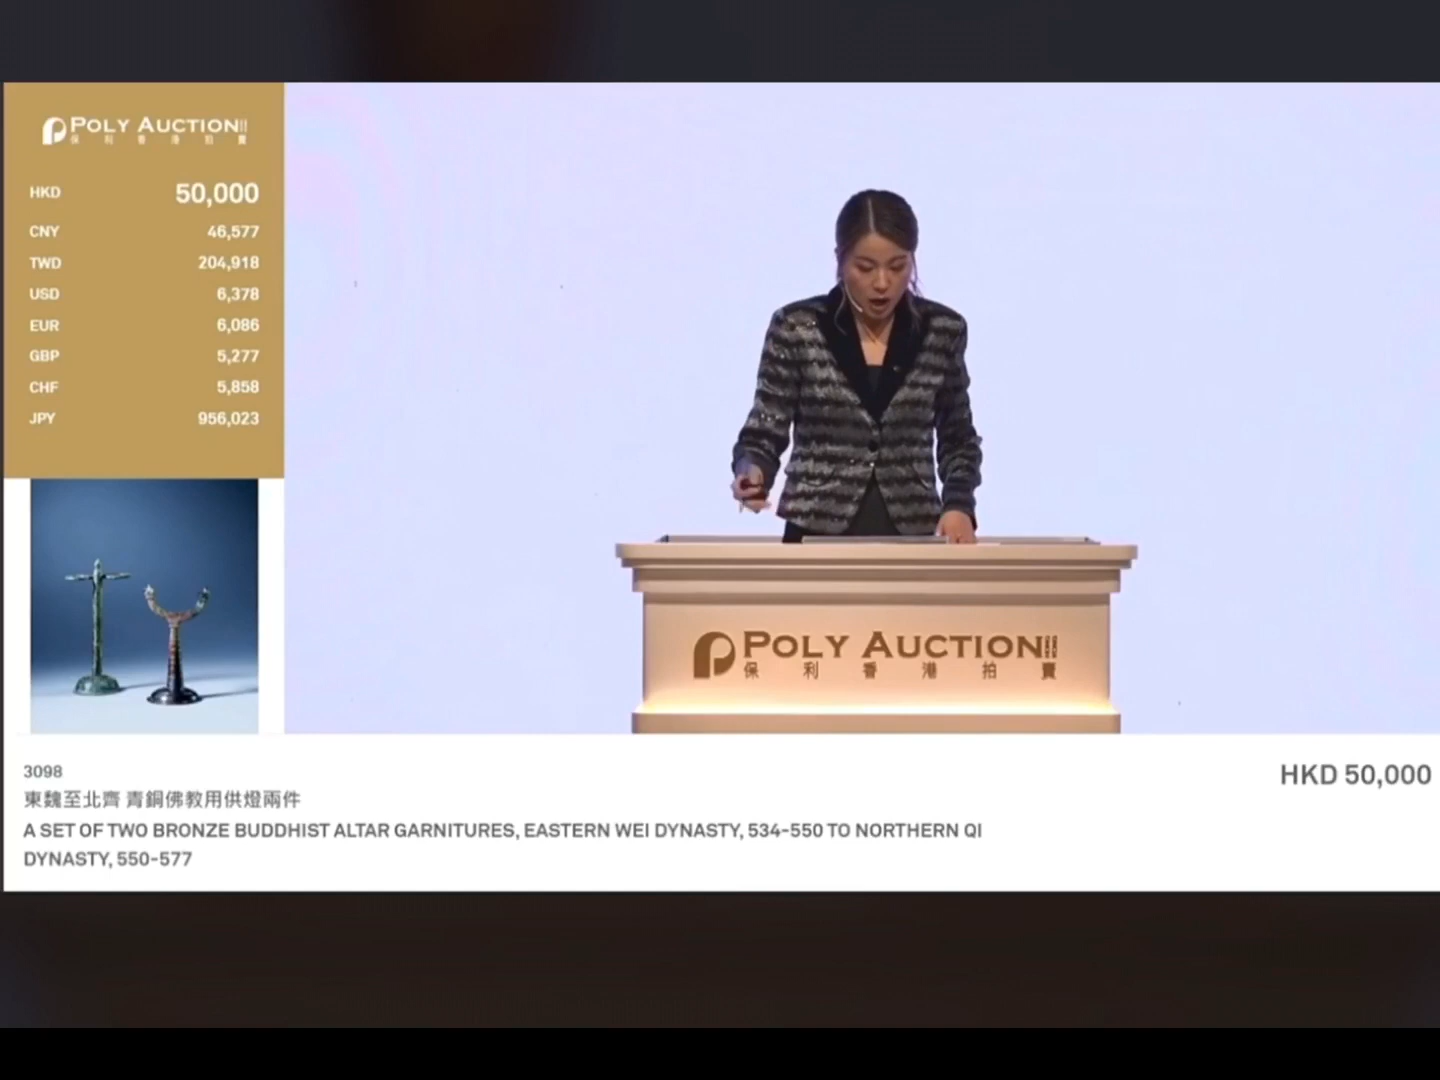 POLY AUCTION
保利香港拍賣
HKD 50,000
CNY 46,577
TWD 204,918
USD 6,378
EUR 6,086
GBP 5,277
CHF 5,858
JPY 956,023
POLY AUCTION
保利香港拍賣
3098
HKD 50,000
東魏至北齊 青銅佛教用供燈兩件
A SET OF TWO BRONZE BUDDHIST ALTAR GARNITURES, EASTERN WEI DYNASTY, 534-550 TO NORTHERN QI
DYNASTY, 550-577